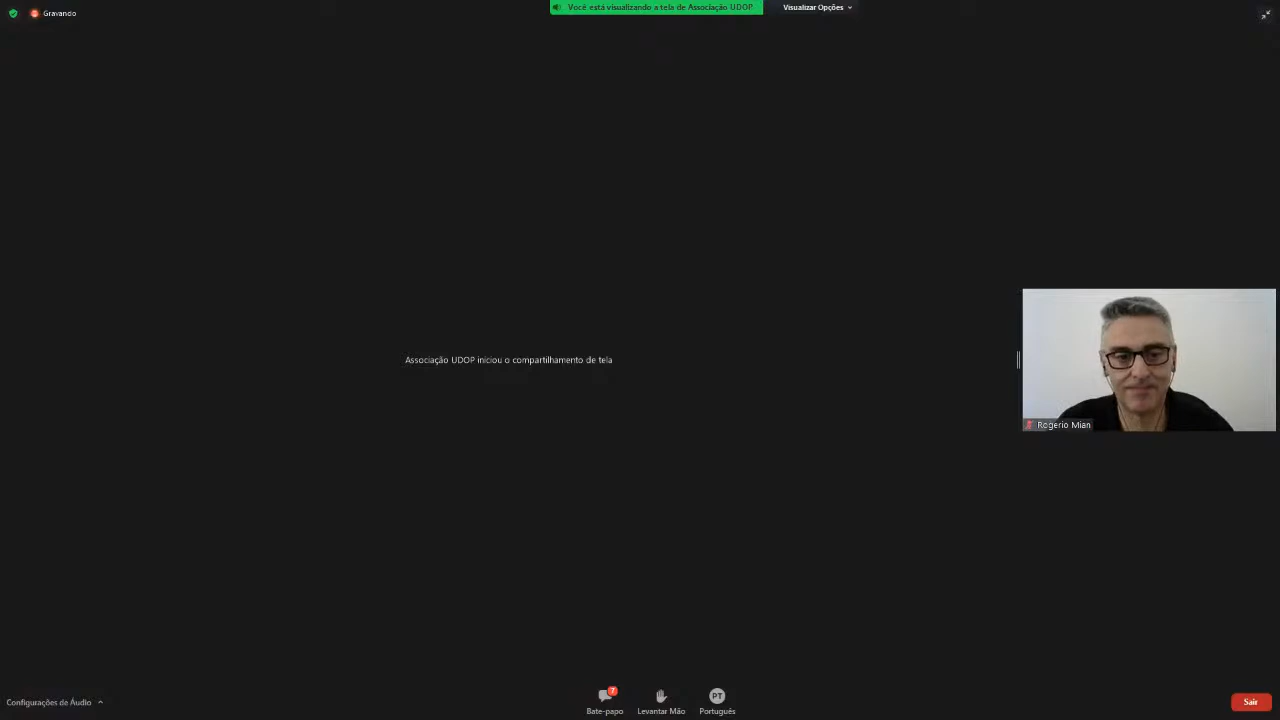 Gravando
Você está visualizando a tela de Associação UDOP
Visualizar Opções
Associação UDOP iniciou o compartilhamento de tela
Rogerio Mian
Configurações de Áudio
7
Bate-papo
Levantar Mão
PT
Português
Sair